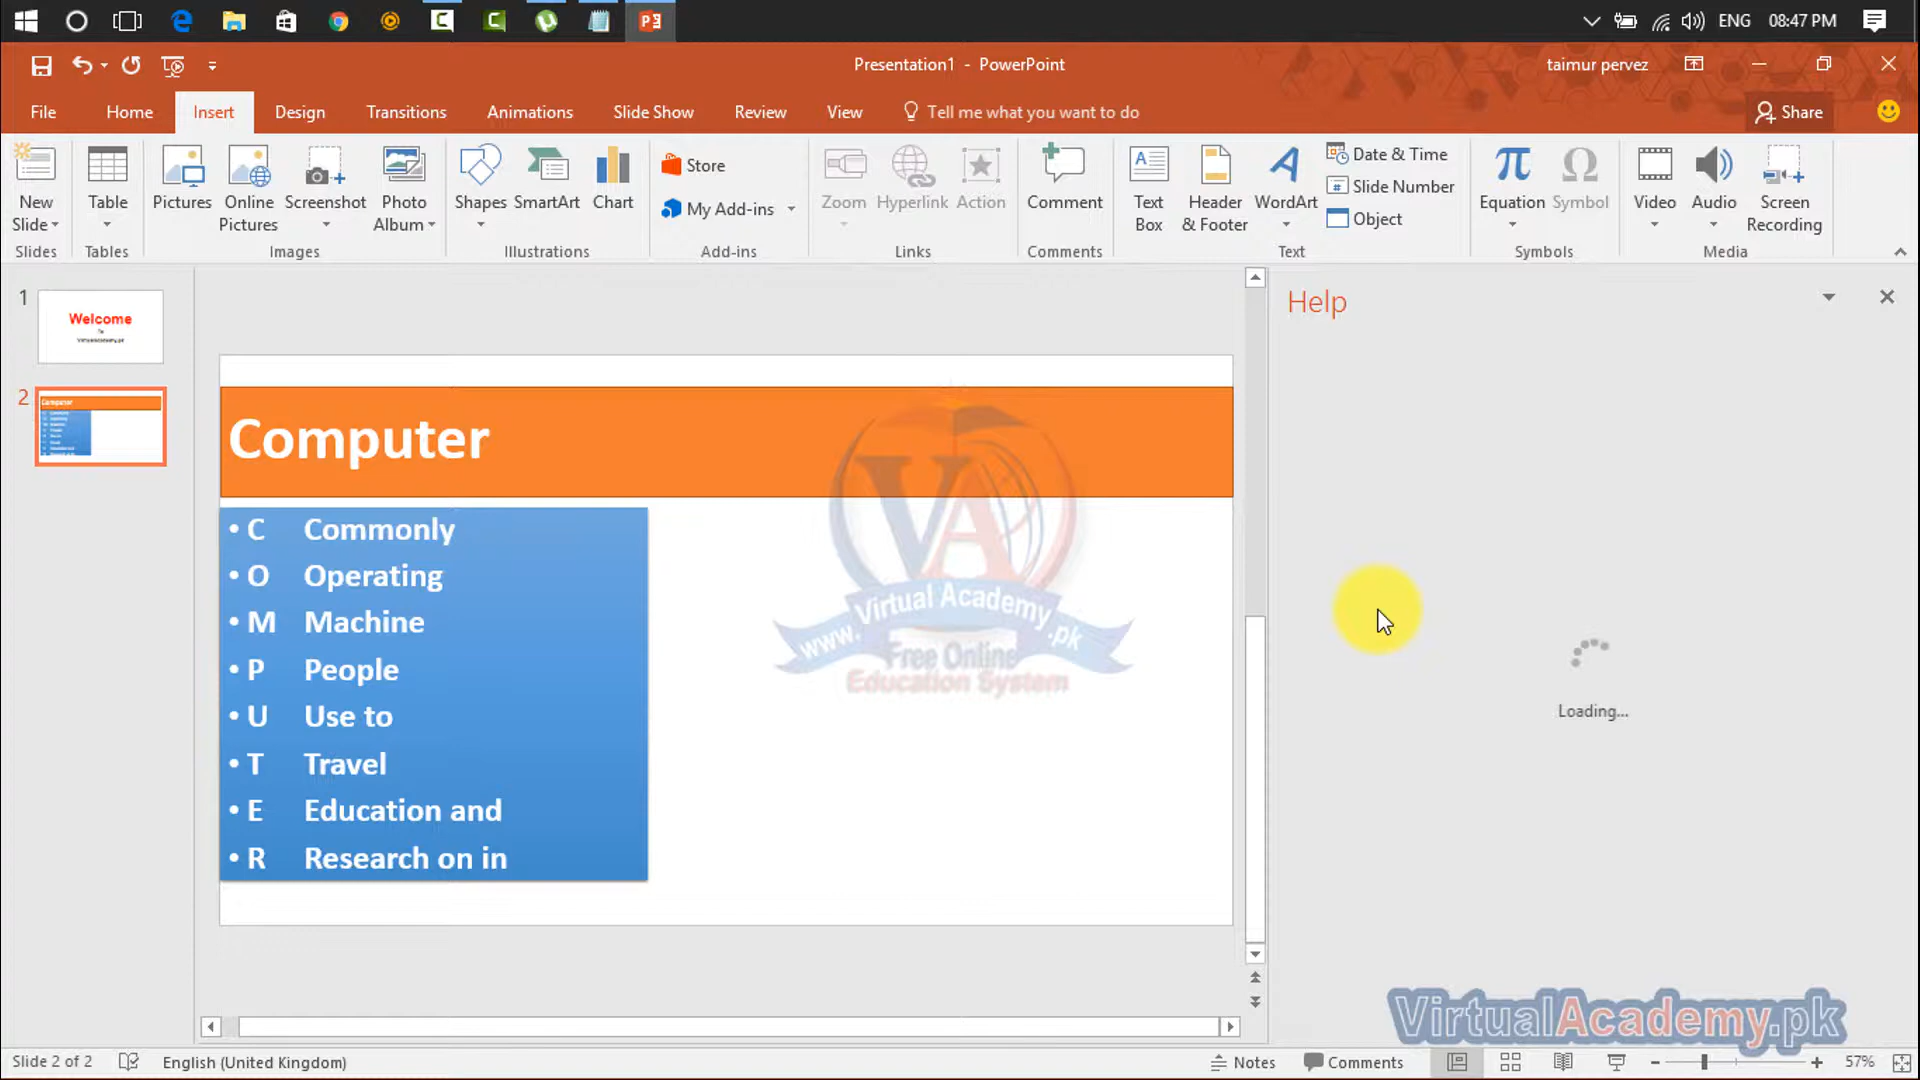 ENG 08:47 PM
Presentation1 - PowerPoint
taimur pervez
File Home Insert Design Transitions Animations Slide Show Review View Tell me what you want to do
Share
New Slide
Table
Pictures
Online Pictures
Screenshot
Photo Album
Shapes
SmartArt
Chart
Store
My Add-ins
Zoom
Hyperlink
Action
Comment
Text Box
Header & Footer
WordArt
Date & Time
Slide Number
Object
Equation
Symbol
Video
Audio
Screen Recording
Slides Tables Images Illustrations Add-ins Links Comments Text Symbols Media
1
Welcome
To
VirtualAcademy.pk
2
Computer
Computer
• C Commonly
• O Operating
• M Machine
• P People
• U Use to
• T Travel
• E Education and
• R Research on in
VA
www.Virtual Academy.pk
Free Online
Education System
Help
Loading...
VirtualAcademy.pk
Slide 2 of 2 English (United Kingdom) Notes Comments 57%